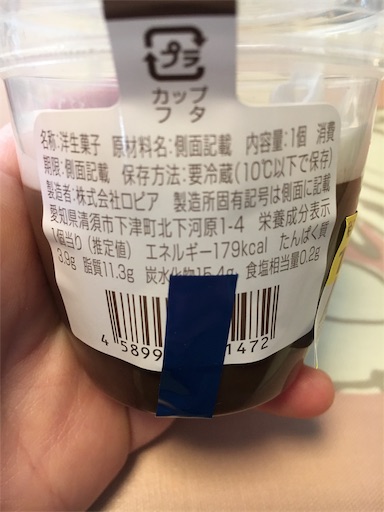 プラ
カップ
フタ
名称:洋生菓子 原材料名:側面記載 内容量:1個 消費
期限:側面記載 保存方法:要冷蔵(10℃以下で保存)
製造者:株式会社ロピア 製造所固有記号は側面に記載
愛知県清須市下津町北下河原1-4 栄養成分表示
1個当り(推定値) エネルギー179kcal たんぱく質
3.9g 脂質11.3g 炭水化物15.4g 食塩相当量0.2g
4 5899 1472